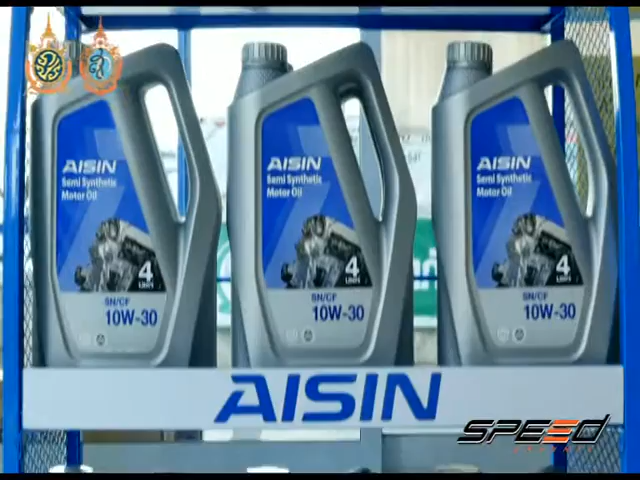 AISIN
Semi Synthetic
Motor Oil
4
SN/CF
10W-30
AISIN
Semi Synthetic
Motor Oil
4
SN/CF
10W-30
AISIN
Semi Synthetic
Motor Oil
4
SN/CF
10W-30
AISIN
SPEED